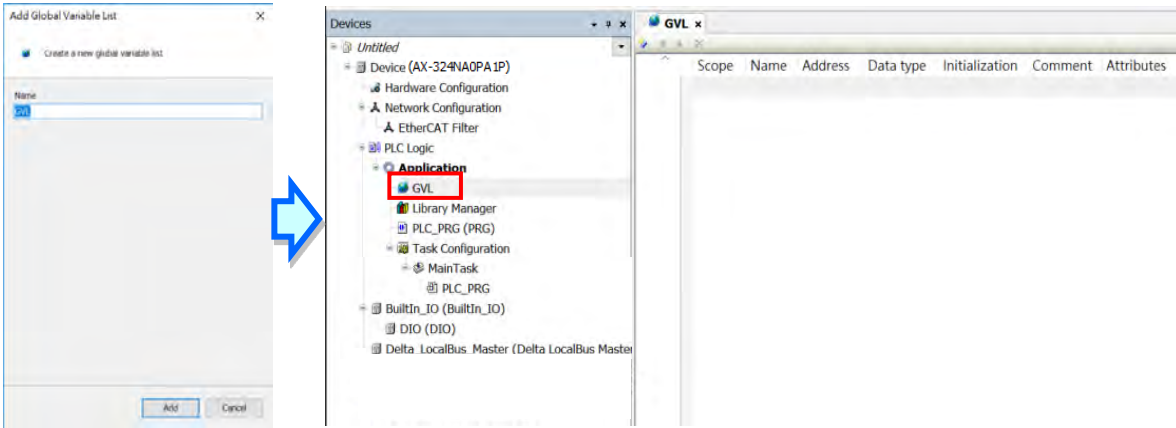 Add Global Variable List
Create a new global variable list
Name
GVL
Add Cancel
Devices
Untitled
Device (AX-324NA0PA1P)
Hardware Configuration
Network Configuration
EtherCAT Filter
PLC Logic
Application
GVL
Library Manager
PLC_PRG (PRG)
Task Configuration
MainTask
PLC_PRG
BuiltIn_IO (BuiltIn_IO)
DIO (DIO)
Delta_LocalBus_Master (Delta LocalBus Master
GVL
Scope Name Address Data type Initialization Comment Attributes